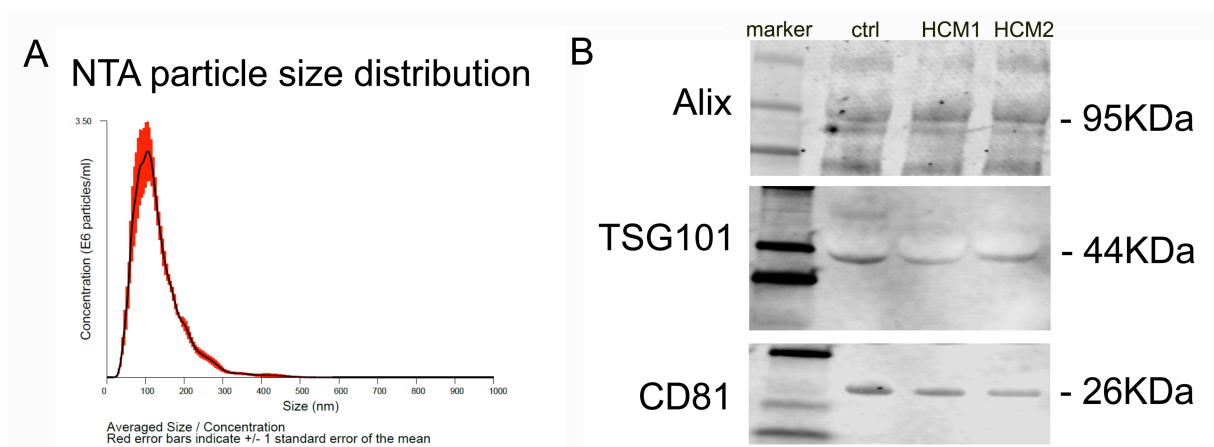 A
NTA particle size distribution
3.50
Concentration (E6 particles/ml)
0 100 200 300 400 500 600 700 800 900 1000
Size (nm)
Averaged Size / Concentration
Red error bars indicate +/- 1 standard error of the mean
B
marker ctrl HCM1 HCM2
Alix - 95KDa
TSG101 - 44KDa
CD81 - 26KDa